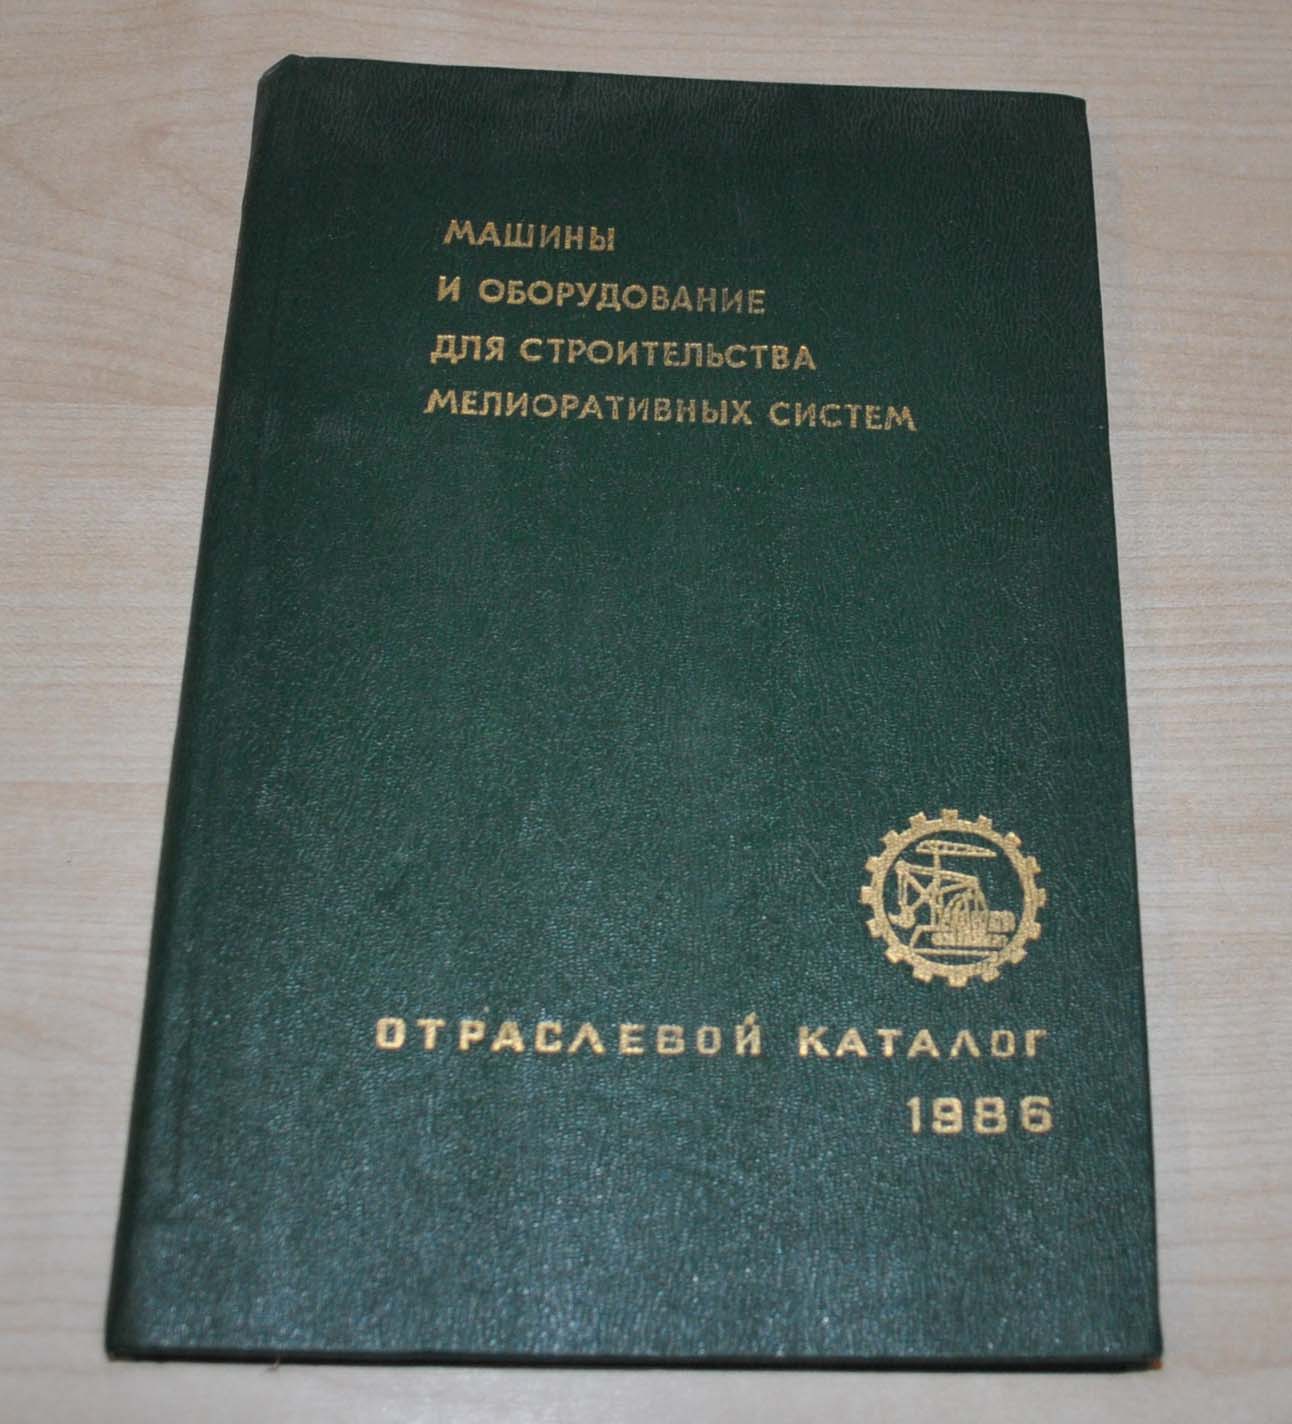 МАШИНЫ
И ОБОРУДОВАНИЕ
ДЛЯ СТРОИТЕЛЬСТВА
МЕЛИОРАТИВНЫХ СИСТЕМ
ОТРАСЛЕВОЙ КАТАЛОГ
1986